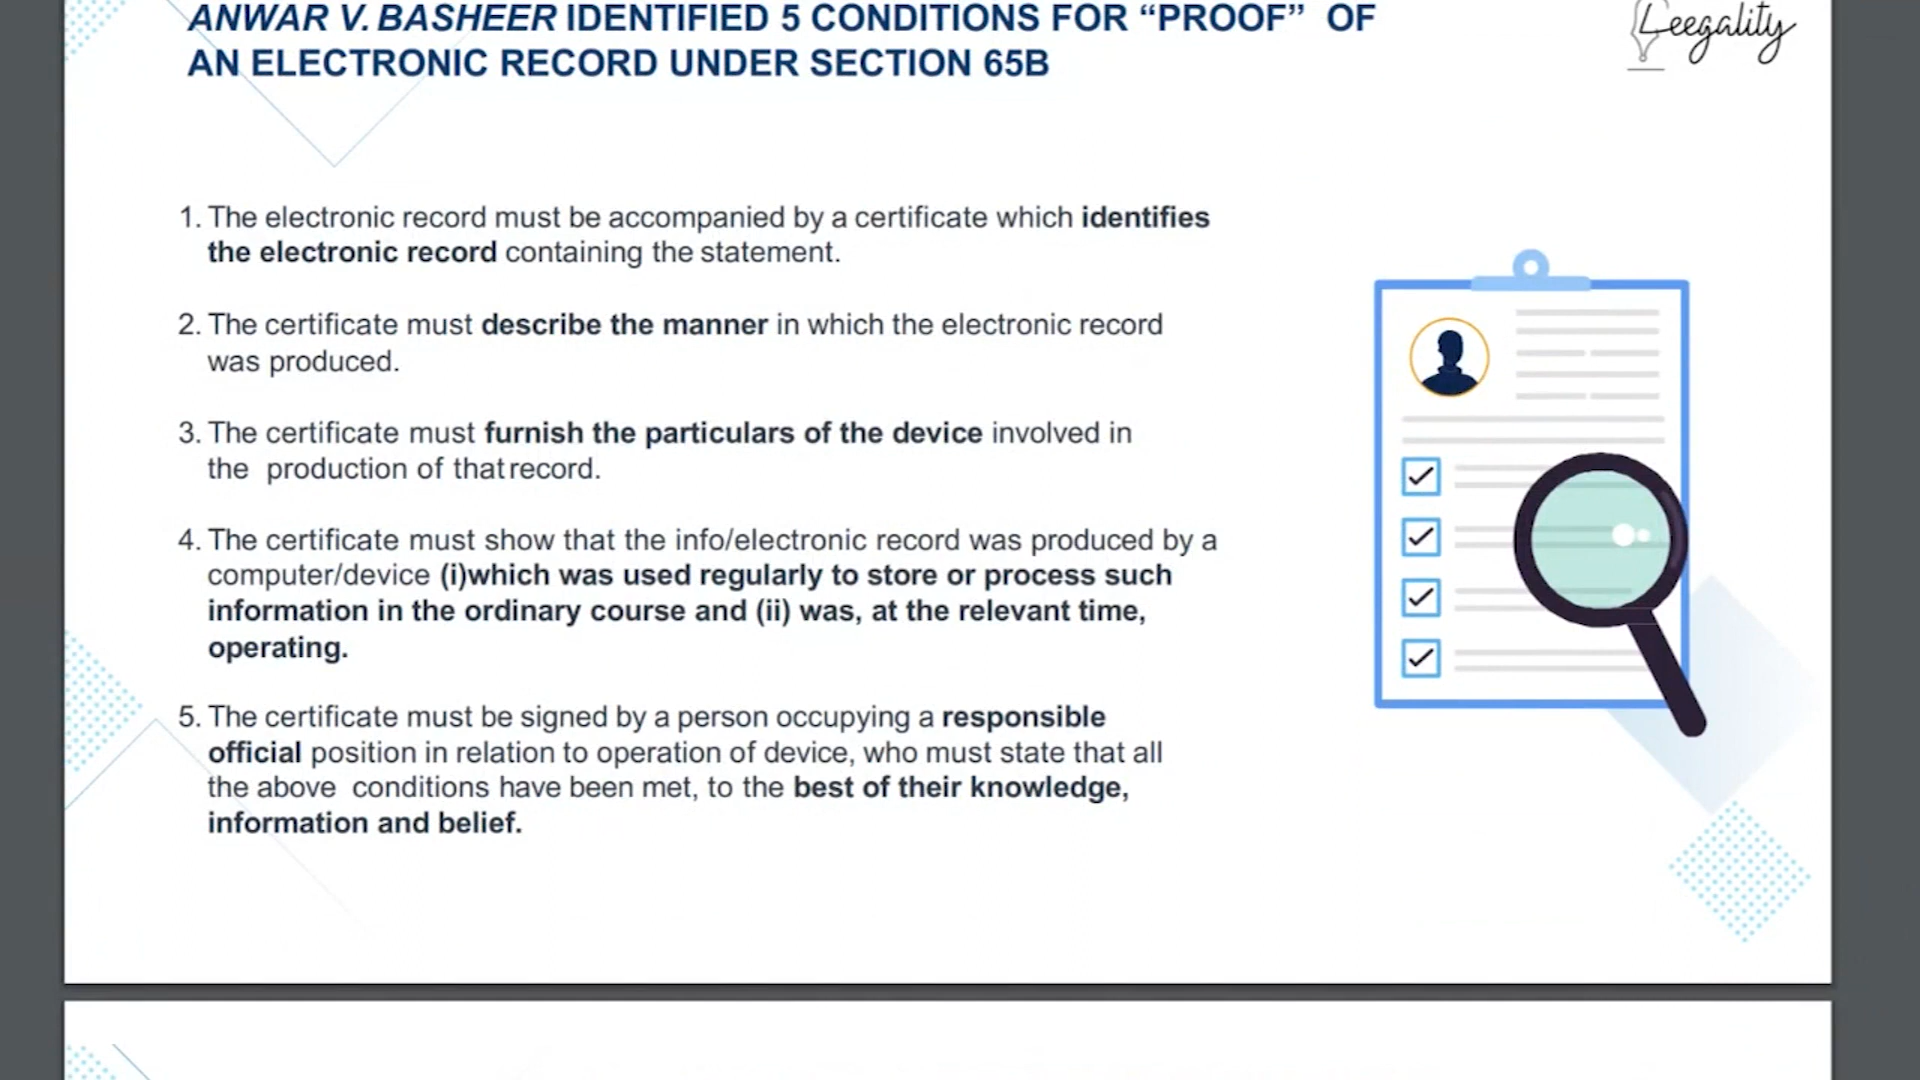 ANWAR V. BASHEER IDENTIFIED 5 CONDITIONS FOR “PROOF” OF
AN ELECTRONIC RECORD UNDER SECTION 65B
Leegality
1. The electronic record must be accompanied by a certificate which identifies
the electronic record containing the statement.
2. The certificate must describe the manner in which the electronic record
was produced.
3. The certificate must furnish the particulars of the device involved in
the production of that record.
4. The certificate must show that the info/electronic record was produced by a
computer/device (i)which was used regularly to store or process such
information in the ordinary course and (ii) was, at the relevant time,
operating.
5. The certificate must be signed by a person occupying a responsible
official position in relation to operation of device, who must state that all
the above conditions have been met, to the best of their knowledge,
information and belief.